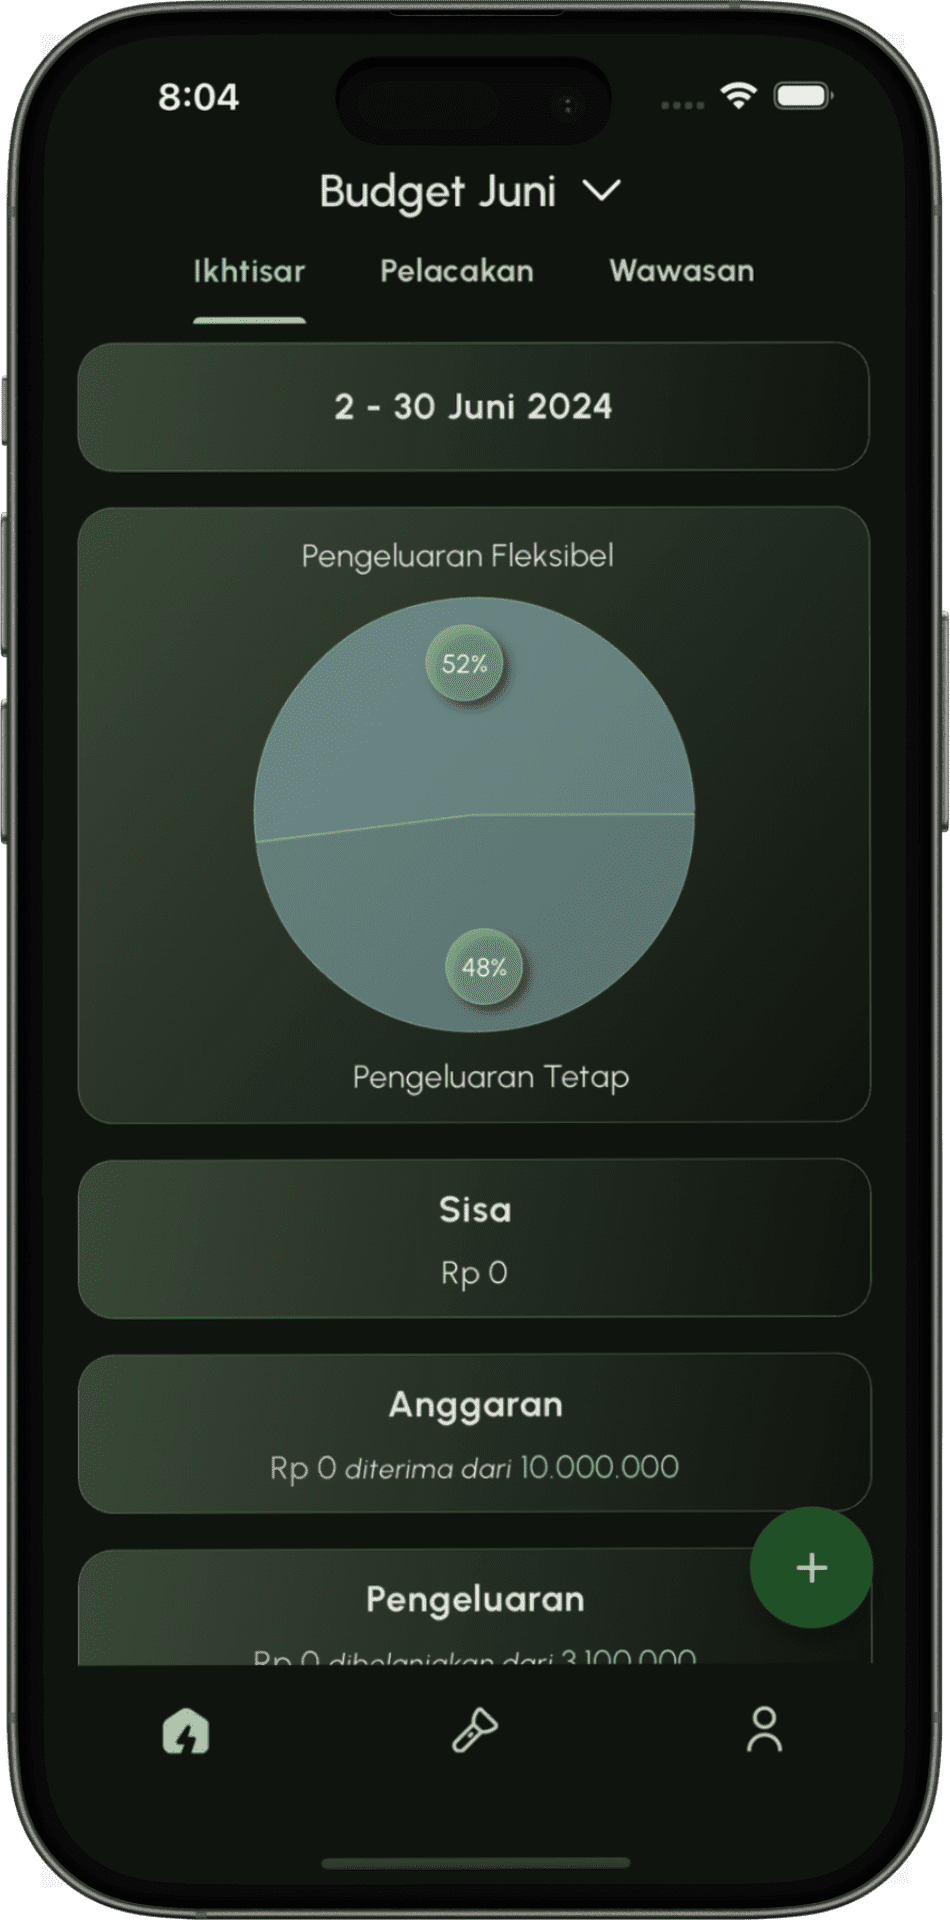 8:04
Budget Juni
Ikhtisar Pelacakan Wawasan
2 - 30 Juni 2024
Pengeluaran Fleksibel
52%
48%
Pengeluaran Tetap
Sisa
Rp 0
Anggaran
Rp 0 diterima dari 10.000.000
Pengeluaran
Rp 0 dibelanjakan dari 3.100.000